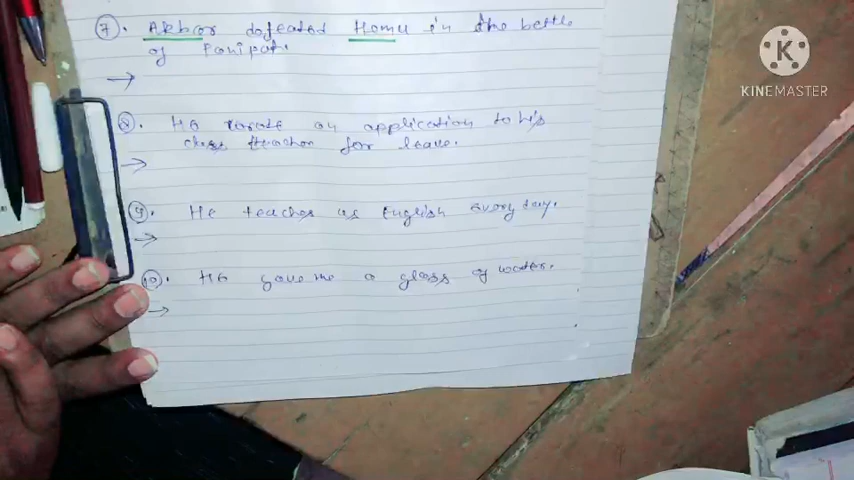 7. Akbar defeated Hemu in the battle
of Panipat.
→
8. He wrote an application to his
class teacher for leave.
→
9. He teaches us English every day.
→
10. He gave me a glass of water.
→
K
KINEMASTER